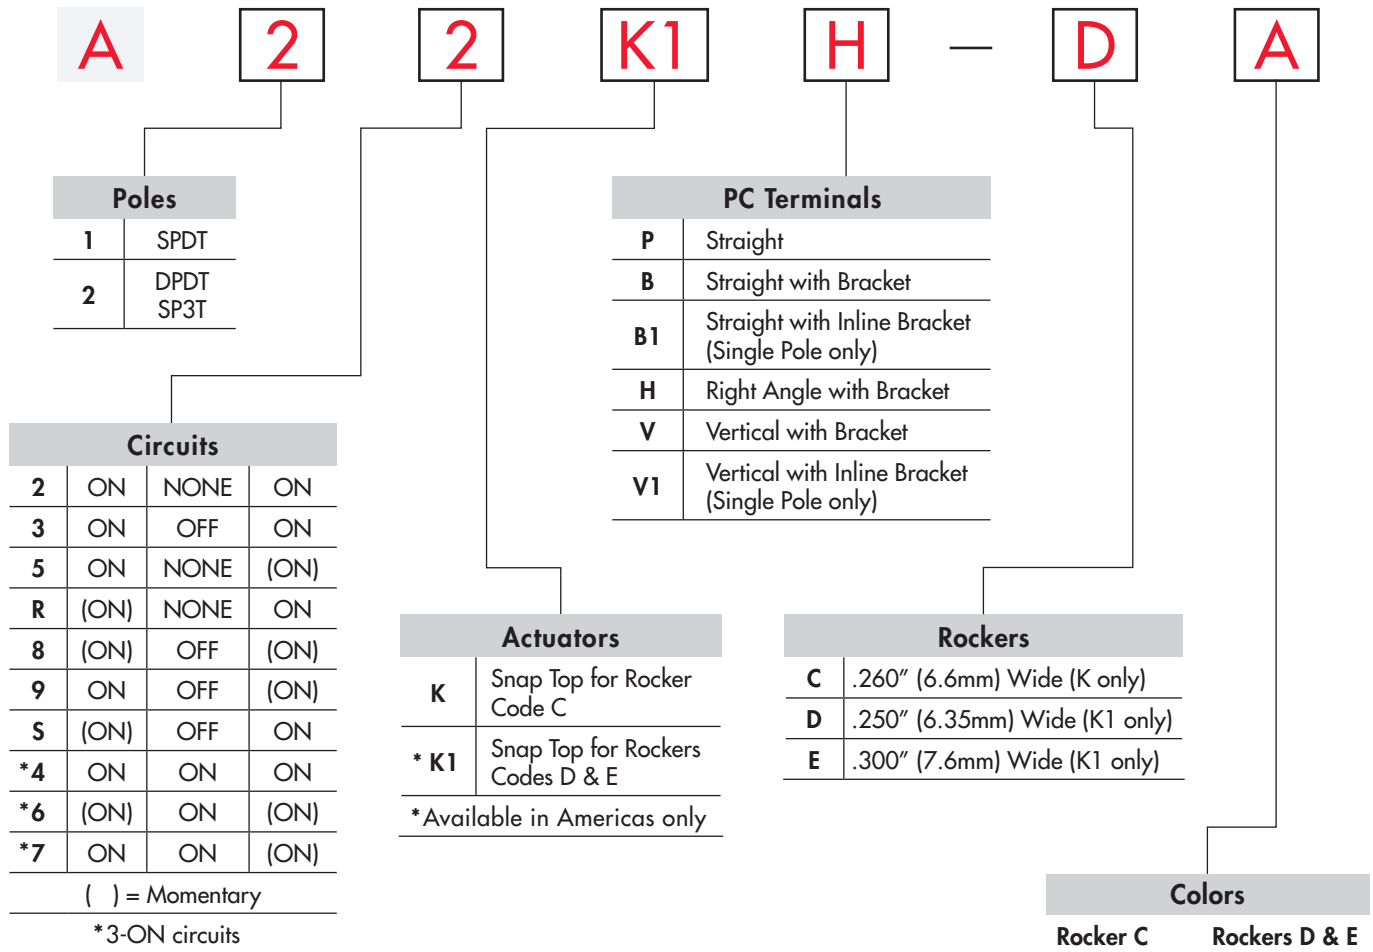 A 2 2 K1 H — D A
Poles
1 SPDT
2 DPDT
SP3T
PC Terminals
P Straight
B Straight with Bracket
B1 Straight with Inline Bracket
(Single Pole only)
H Right Angle with Bracket
V Vertical with Bracket
V1 Vertical with Inline Bracket
(Single Pole only)
Circuits
2 ON NONE ON
3 ON OFF ON
5 ON NONE (ON)
R (ON) NONE ON
8 (ON) OFF (ON)
9 ON OFF (ON)
S (ON) OFF ON
*4 ON ON ON
*6 (ON) ON (ON)
*7 ON ON (ON)
( ) = Momentary
*3-ON circuits
Actuators
K Snap Top for Rocker
Code C
* K1 Snap Top for Rockers
Codes D & E
*Available in Americas only
Rockers
C .260” (6.6mm) Wide (K only)
D .250” (6.35mm) Wide (K1 only)
E .300” (7.6mm) Wide (K1 only)
Colors
Rocker C Rockers D & E